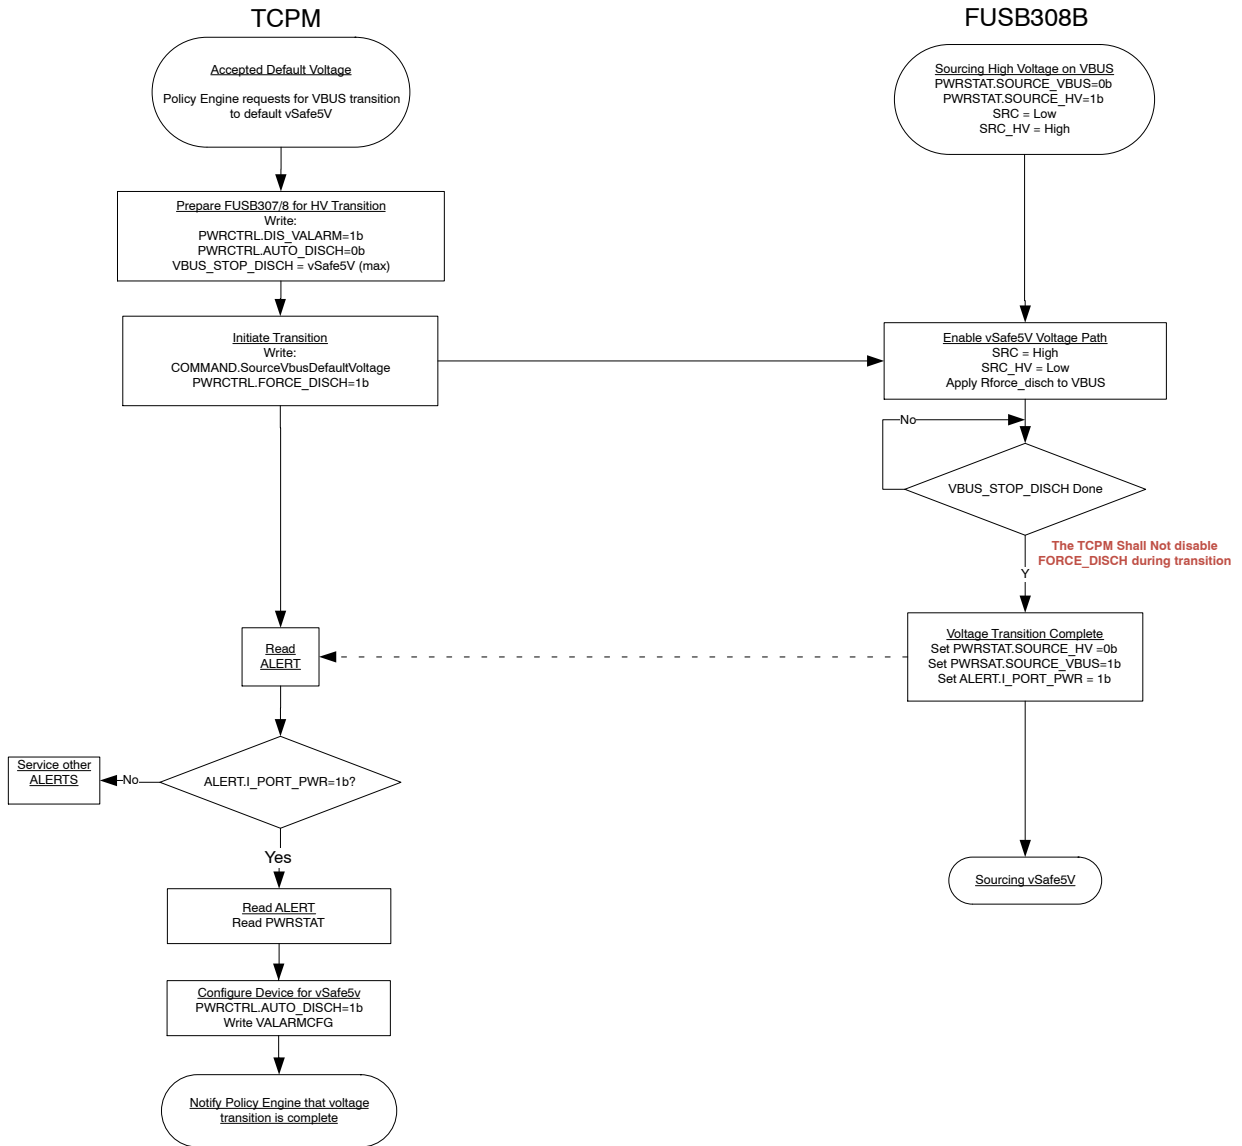 TCPM
Accepted Default Voltage
Policy Engine requests for VBUS transition
to default vSafe5V
Prepare FUSB307/8 for HV Transition
Write:
PWRCTRL.DIS_VALARM=1b
PWRCTRL.AUTO_DISCH=0b
VBUS_STOP_DISCH = vSafe5V (max)
Initiate Transition
Write:
COMMAND.SourceVbusDefaultVoltage
PWRCTRL.FORCE_DISCH=1b
Read
ALERT
ALERT.I_PORT_PWR=1b?
No
Service other
ALERTS
Yes
Read ALERT
Read PWRSTAT
Configure Device for vSafe5v
PWRCTRL.AUTO_DISCH=1b
Write VALARMCFG
Notify Policy Engine that voltage
transition is complete
FUSB308B
Sourcing High Voltage on VBUS
PWRSTAT.SOURCE_VBUS=0b
PWRSTAT.SOURCE_HV=1b
SRC = Low
SRC_HV = High
Enable vSafe5V Voltage Path
SRC = High
SRC_HV = Low
Apply Rforce_disch to VBUS
No
VBUS_STOP_DISCH Done
The TCPM Shall Not disable
FORCE_DISCH during transition
Y
Voltage Transition Complete
Set PWRSTAT.SOURCE_HV =0b
Set PWRSAT.SOURCE_VBUS=1b
Set ALERT.I_PORT_PWR = 1b
Sourcing vSafe5V